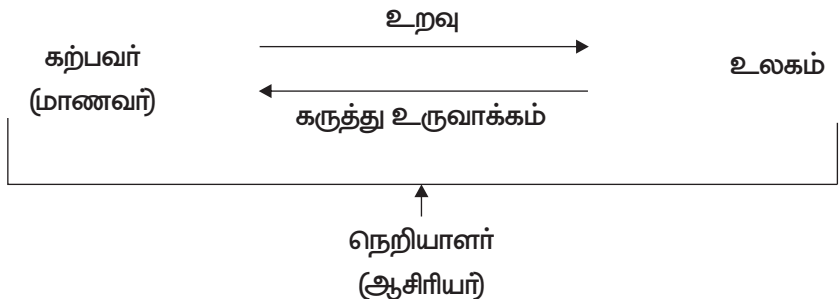 உறவு
கற்பவர்
(மாணவர்)
உலகம்
கருத்து உருவாக்கம்
நெறியாளர்
(ஆசிரியர்)